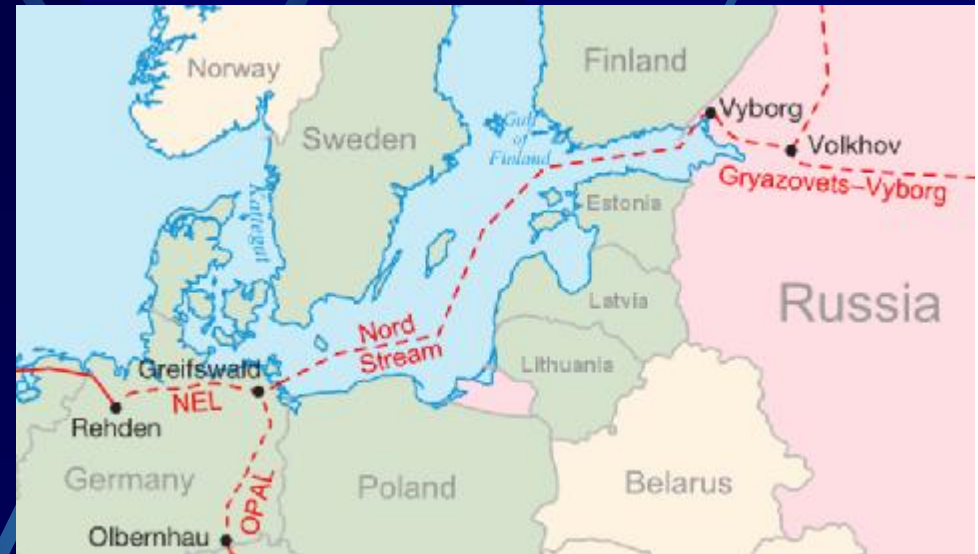 Norway
Finland
Sweden
Gulf
of
Finland
Vyborg
Volkhov
Gryazovets–Vyborg
Kattegat
Estonia
Latvia
Russia
Lithuania
Nord
Stream
Greifswald
NEL
Rehden
Germany
OPAL
Poland
Belarus
Olbernhau